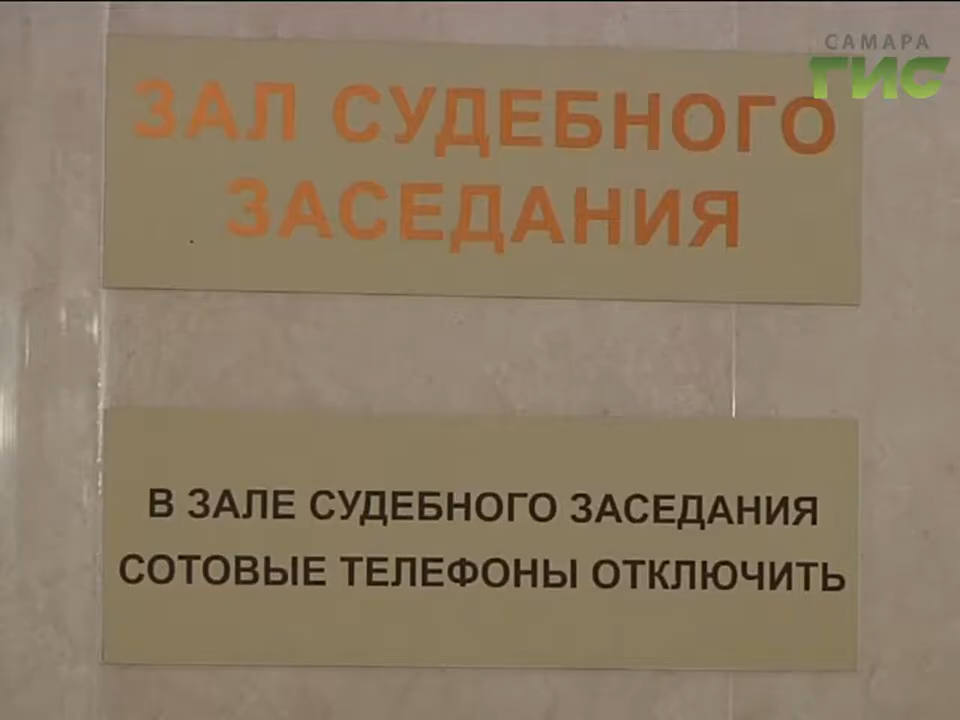 САМАРА
ГИС
ЗАЛ СУДЕБНОГО
ЗАСЕДАНИЯ
В ЗАЛЕ СУДЕБНОГО ЗАСЕДАНИЯ
СОТОВЫЕ ТЕЛЕФОНЫ ОТКЛЮЧИТЬ